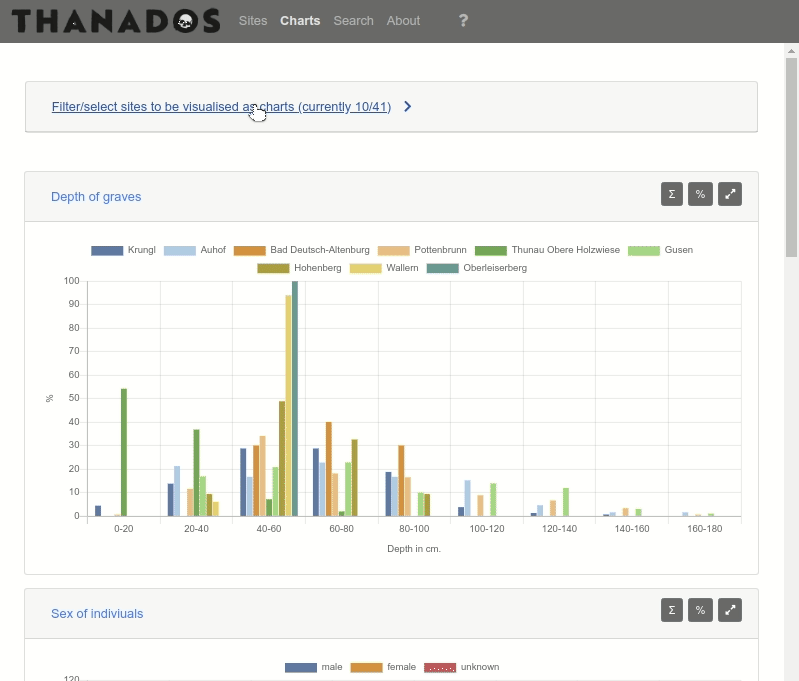 THANADOS Sites Charts Search About ?
Filter/select sites to be visualised as charts (currently 10/41)
Depth of graves Σ %
Krungl Auhof Bad Deutsch-Altenburg Pottenbrunn Thunau Obere Holzwiese Gusen
Hohenberg Wallern Oberleiserberg
100
90
80
70
60
50
40
30
20
10
0
%
0-20 20-40 40-60 60-80 80-100 100-120 120-140 140-160 160-180
Depth in cm.
Sex of indiviuals Σ %
male female unknown
120